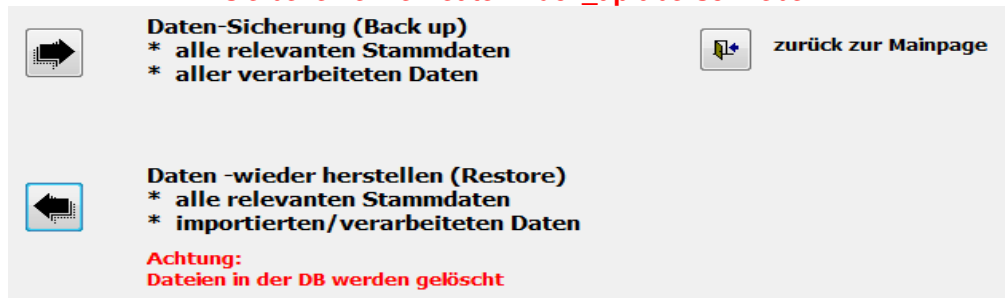 Daten-Sicherung (Back up)
* alle relevanten Stammdaten
* aller verarbeiteten Daten
zurück zur Mainpage
Daten -wieder herstellen (Restore)
* alle relevanten Stammdaten
* importierten/verarbeiteten Daten
Achtung:
Dateien in der DB werden gelöscht